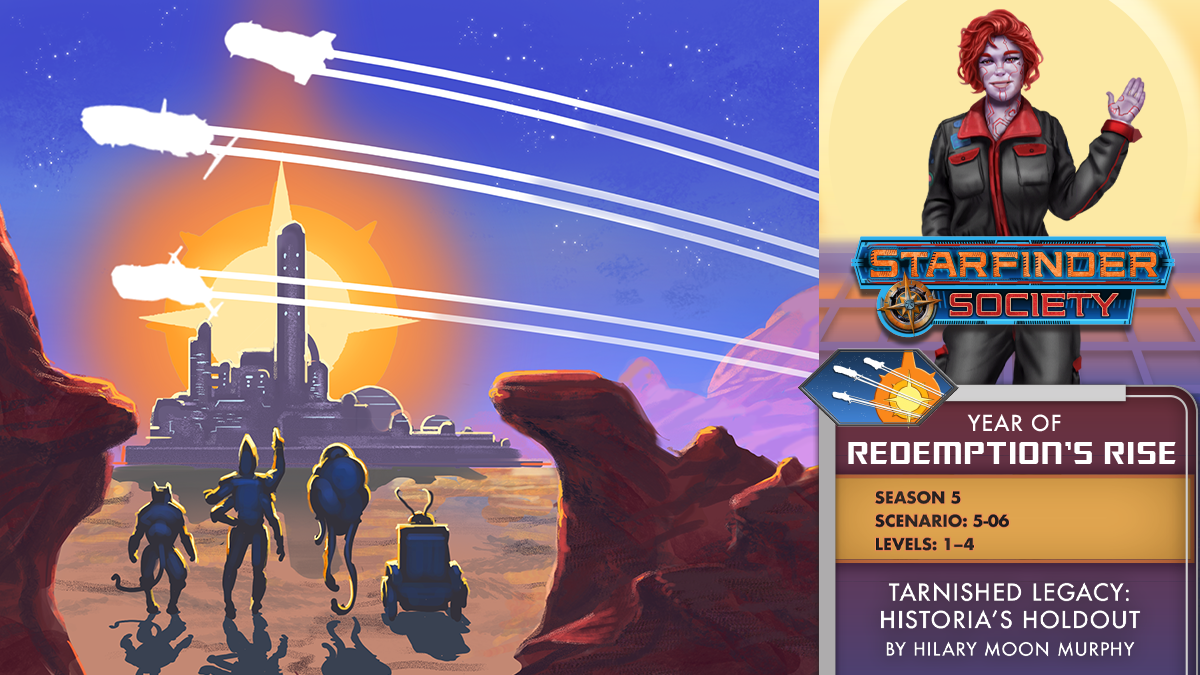 STARFINDER
SOCIETY
YEAR OF
REDEMPTION'S RISE
SEASON 5
SCENARIO: 5-06
LEVELS: 1–4
TARNISHED LEGACY:
HISTORIA'S HOLDOUT
BY HILARY MOON MURPHY